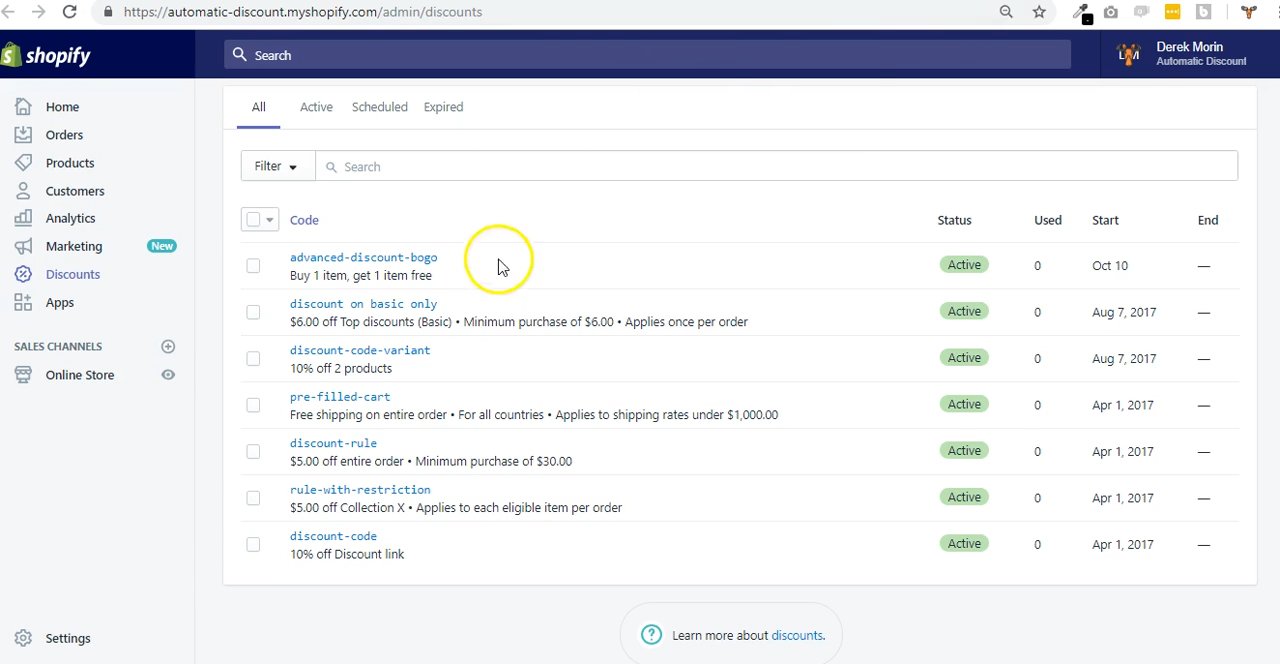 https://automatic-discount.myshopify.com/admin/discounts
shopify
Search
Derek Morin
Automatic Discount
Home
Orders
Products
Customers
Analytics
Marketing New
Discounts
Apps
SALES CHANNELS
Online Store
Settings
All Active Scheduled Expired
Filter Search
Code Status Used Start End
advanced-discount-bogo
Buy 1 item, get 1 item free Active 0 Oct 10 —
discount on basic only
$6.00 off Top discounts (Basic) • Minimum purchase of $6.00 • Applies once per order Active 0 Aug 7, 2017 —
discount-code-variant
10% off 2 products Active 0 Aug 7, 2017 —
pre-filled-cart
Free shipping on entire order • For all countries • Applies to shipping rates under $1,000.00 Active 0 Apr 1, 2017 —
discount-rule
$5.00 off entire order • Minimum purchase of $30.00 Active 0 Apr 1, 2017 —
rule-with-restriction
$5.00 off Collection X • Applies to each eligible item per order Active 0 Apr 1, 2017 —
discount-code
10% off Discount link Active 0 Apr 1, 2017 —
? Learn more about discounts.